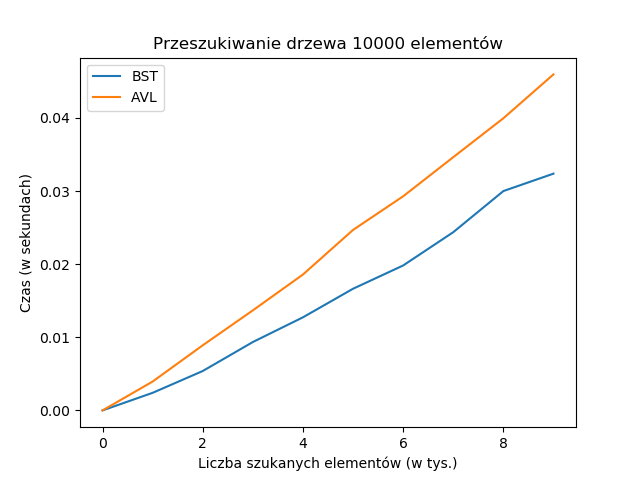 Przeszukiwanie drzewa 10000 elementów
BST
AVL
Czas (w sekundach)
0.04
0.03
0.02
0.01
0.00
0 2 4 6 8
Liczba szukanych elementów (w tys.)